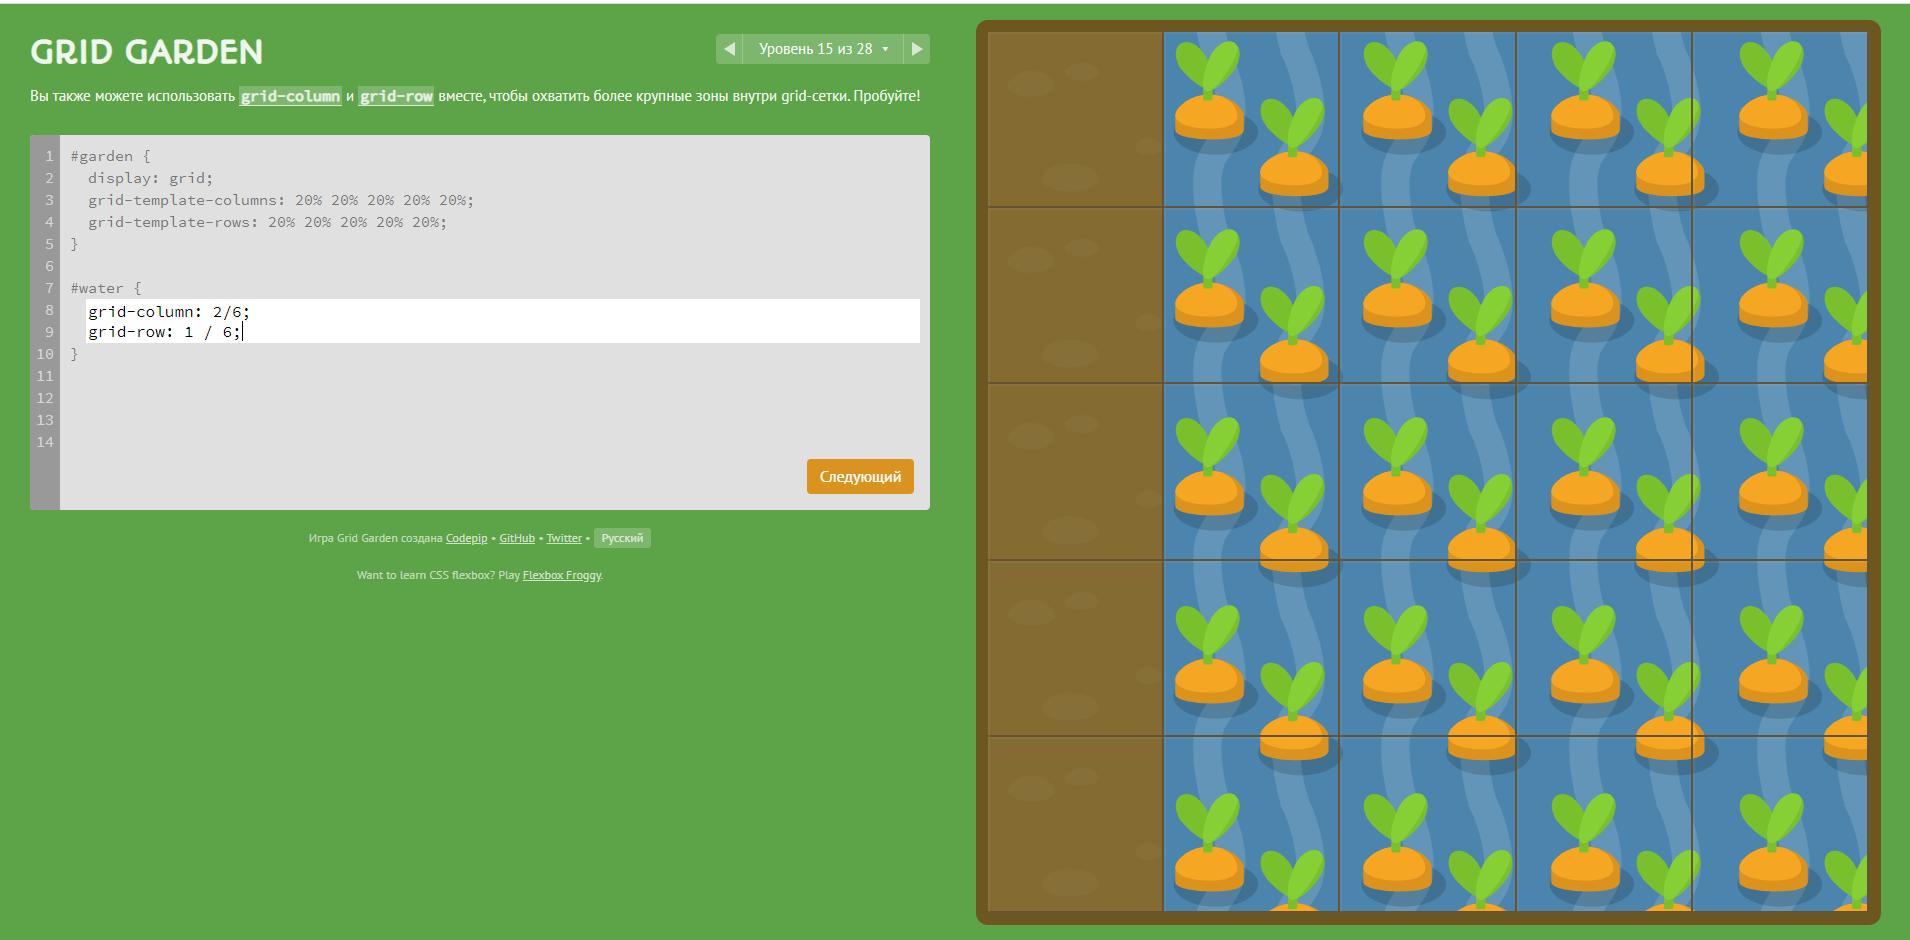 GRID GARDEN
◀ Уровень 15 из 28 ▾ ▶
Вы также можете использовать grid-column и grid-row вместе, чтобы охватить более крупные зоны внутри grid-сетки. Пробуйте!
1 #garden {
2 display: grid;
3 grid-template-columns: 20% 20% 20% 20% 20%;
4 grid-template-rows: 20% 20% 20% 20% 20%;
5 }
6
7 #water {
8 grid-column: 2/6;
9 grid-row: 1 / 6;
10 }
11
12
13
14
Следующий
Игра Grid Garden создана Codepip • GitHub • Twitter • Русский
Want to learn CSS flexbox? Play Flexbox Froggy.